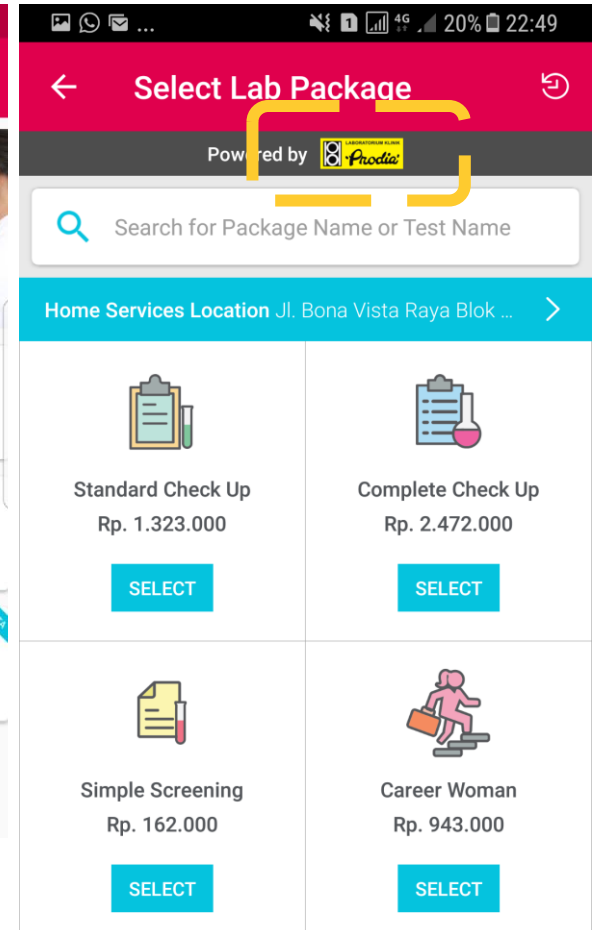 ... 1 4G 20% 22:49
Select Lab Package
Powered by LABORATORIUM KLINIK Prodia
Search for Package Name or Test Name
Home Services Location Jl. Bona Vista Raya Blok ...
Standard Check Up
Rp. 1.323.000
SELECT
Complete Check Up
Rp. 2.472.000
SELECT
Simple Screening
Rp. 162.000
SELECT
Career Woman
Rp. 943.000
SELECT